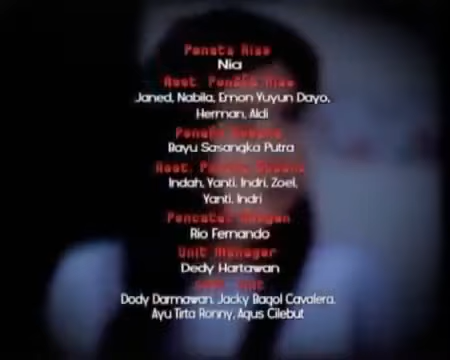 Penata Rias
Nia
Asst. Penata Rias
Janed, Nabila, Emon Yuyun Dayo,
Herman, Aldi
Penata Busana
Bayu Sasangka Putra
Asst. Penata Busana
Indah, Yanti, Indri, Zoel,
Yanti, Indri
Pencatat Adegan
Rio Fernando
Unit Manager
Dedy Hartawan
Unit
Dody Darmawan, Jacky Bagol Cavalera,
Ayu Tirta Ronny, Agus Cilebut